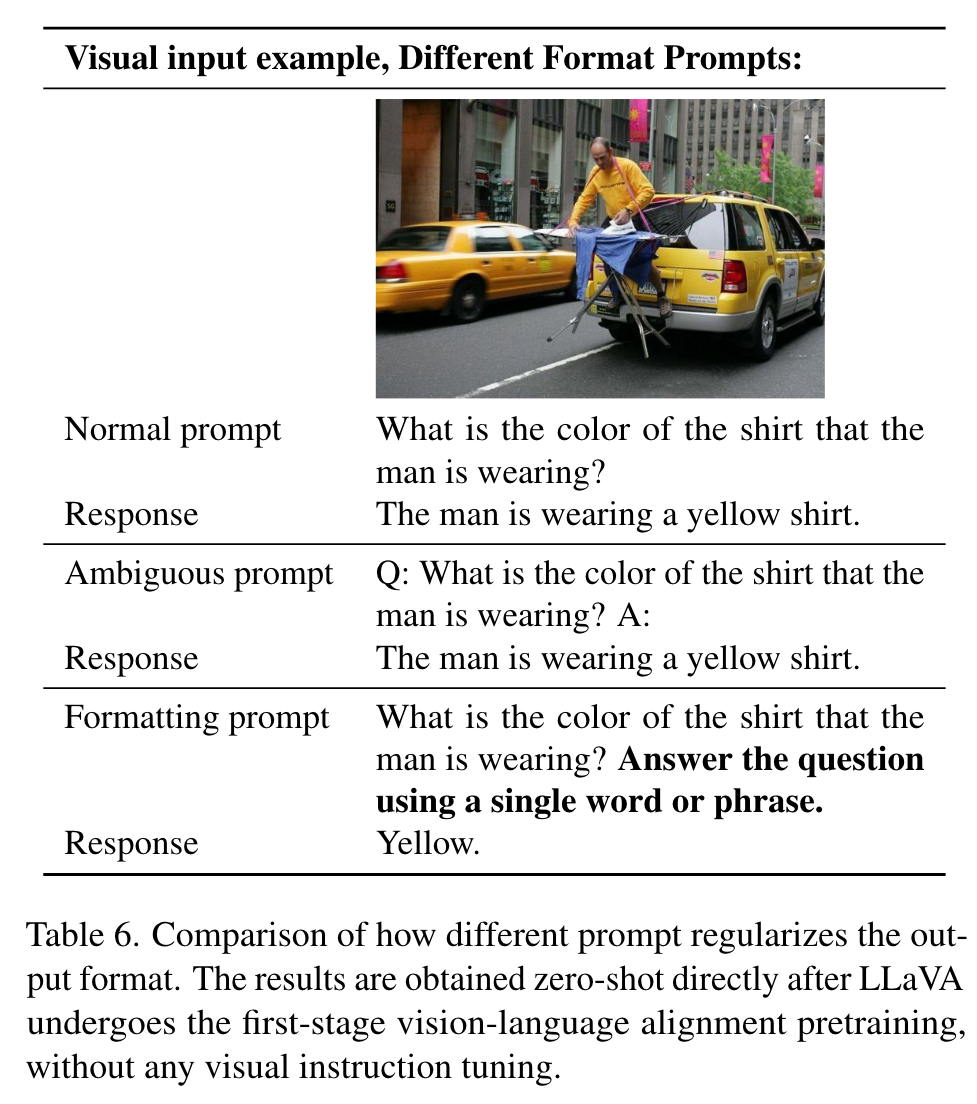 Visual input example, Different Format Prompts:
Normal prompt
What is the color of the shirt that the
man is wearing?
Response
The man is wearing a yellow shirt.
Ambiguous prompt
Q: What is the color of the shirt that the
man is wearing? A:
Response
The man is wearing a yellow shirt.
Formatting prompt
What is the color of the shirt that the
man is wearing? Answer the question
using a single word or phrase.
Response
Yellow.
Table 6. Comparison of how different prompt regularizes the out-
put format. The results are obtained zero-shot directly after LLaVA
undergoes the first-stage vision-language alignment pretraining,
without any visual instruction tuning.